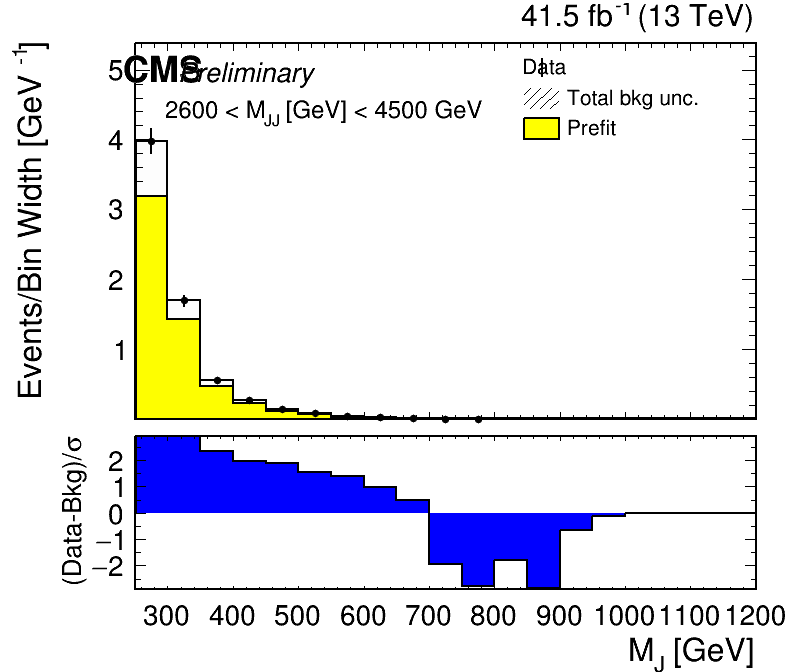 41.5 fb-1 (13 TeV)
CMS Preliminary
Data
2600 < MJJ [GeV] < 4500 GeV
Total bkg unc.
Prefit
Events/Bin Width [GeV-1]
5
4
3
2
1
(Data-Bkg)/σ
2
1
0
−1
−2
300 400 500 600 700 800 900 1000 1100 1200
MJ [GeV]